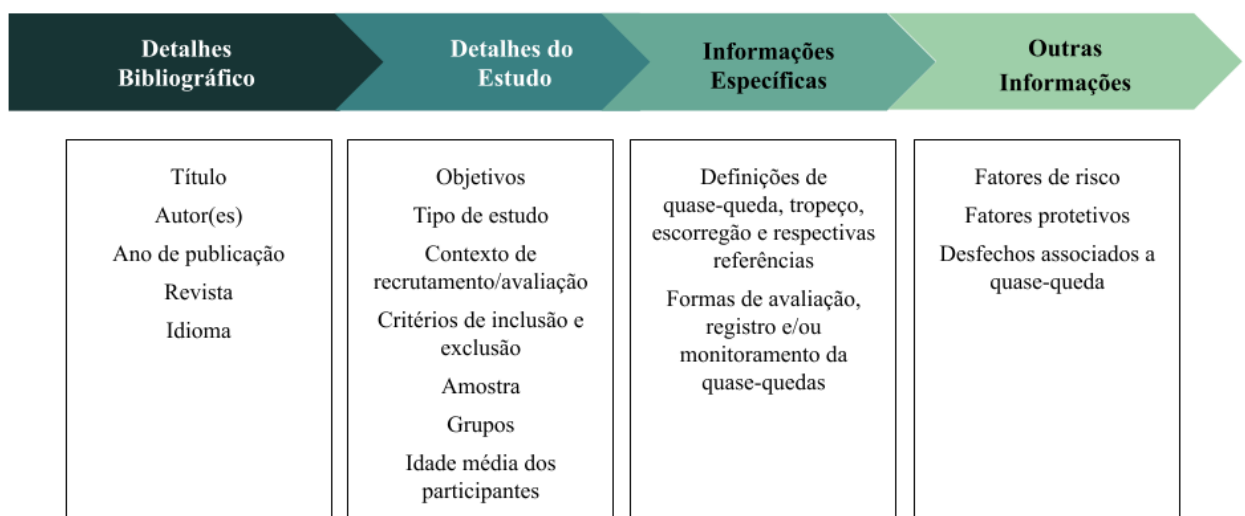 Detalhes
Bibliográfico
Detalhes do
Estudo
Informações
Específicas
Outras
Informações
Título
Autor(es)
Ano de publicação
Revista
Idioma
Objetivos
Tipo de estudo
Contexto de
recrutamento/avaliação
Critérios de inclusão e
exclusão
Amostra
Grupos
Idade média dos
participantes
Definições de
quase-queda, tropeço,
escorregão e respectivas
referências
Formas de avaliação,
registro e/ou
monitoramento da
quase-quedas
Fatores de risco
Fatores protetivos
Desfechos associados a
quase-queda